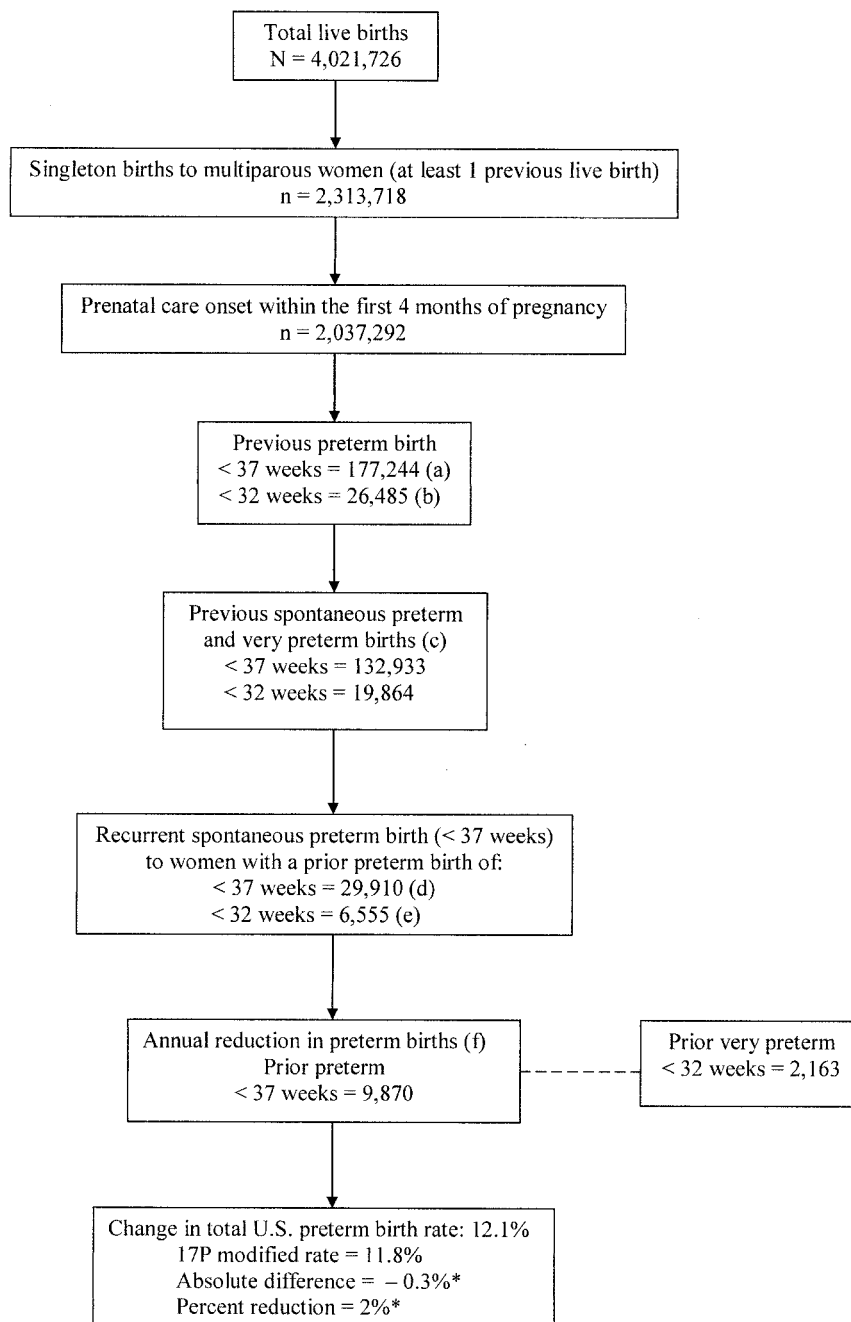 Total live births
N = 4,021,726
Singleton births to multiparous women (at least 1 previous live birth)
n = 2,313,718
Prenatal care onset within the first 4 months of pregnancy
n = 2,037,292
Previous preterm birth
< 37 weeks = 177,244 (a)
< 32 weeks = 26,485 (b)
Previous spontaneous preterm
and very preterm births (c)
< 37 weeks = 132,933
< 32 weeks = 19,864
Recurrent spontaneous preterm birth (< 37 weeks)
to women with a prior preterm birth of:
< 37 weeks = 29,910 (d)
< 32 weeks = 6,555 (e)
Annual reduction in preterm births (f)
Prior preterm
< 37 weeks = 9,870
Prior very preterm
< 32 weeks = 2,163
Change in total U.S. preterm birth rate: 12.1%
17P modified rate = 11.8%
Absolute difference = – 0.3%*
Percent reduction = 2%*